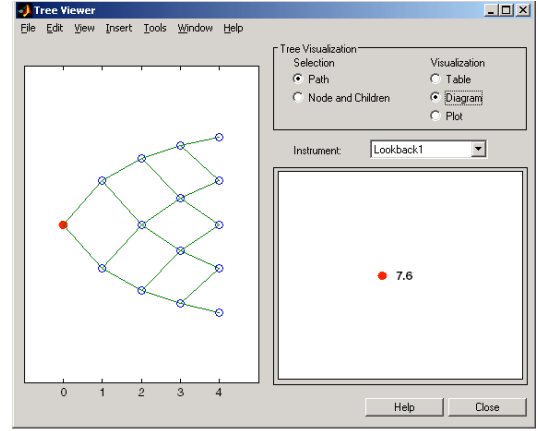 Tree Viewer
File Edit View Insert Tools Window Help
Tree Visualization
Selection
Visualization
Path
Table
Node and Children
Diagram
Plot
Instrument:
Lookback1
7.6
0 1 2 3 4
Help
Close